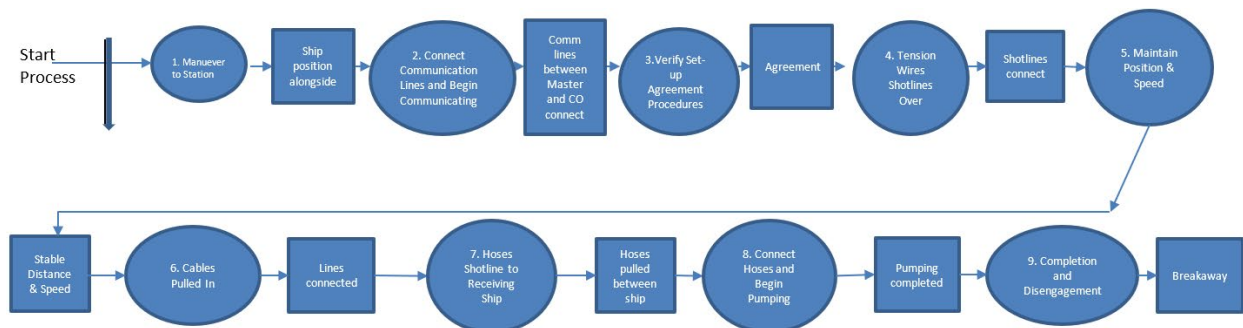 Start
Process
1. Manuever
to Station
Ship
position
alongside
2. Connect
Communication
Lines and Begin
Communicating
Comm
lines
between
Master
and CO
connect
3.Verify Set-
up
Agreement
Procedures
Agreement
4. Tension
Wires
Shotlines
Over
Shotlines
connect
5. Maintain
Position &
Speed
Stable
Distance
& Speed
6. Cables
Pulled In
Lines
connected
7. Hoses
Shotline to
Receiving
Ship
Hoses
pulled
between
ship
8. Connect
Hoses and
Begin
Pumping
Pumping
completed
9. Completion
and
Disengagement
Breakaway